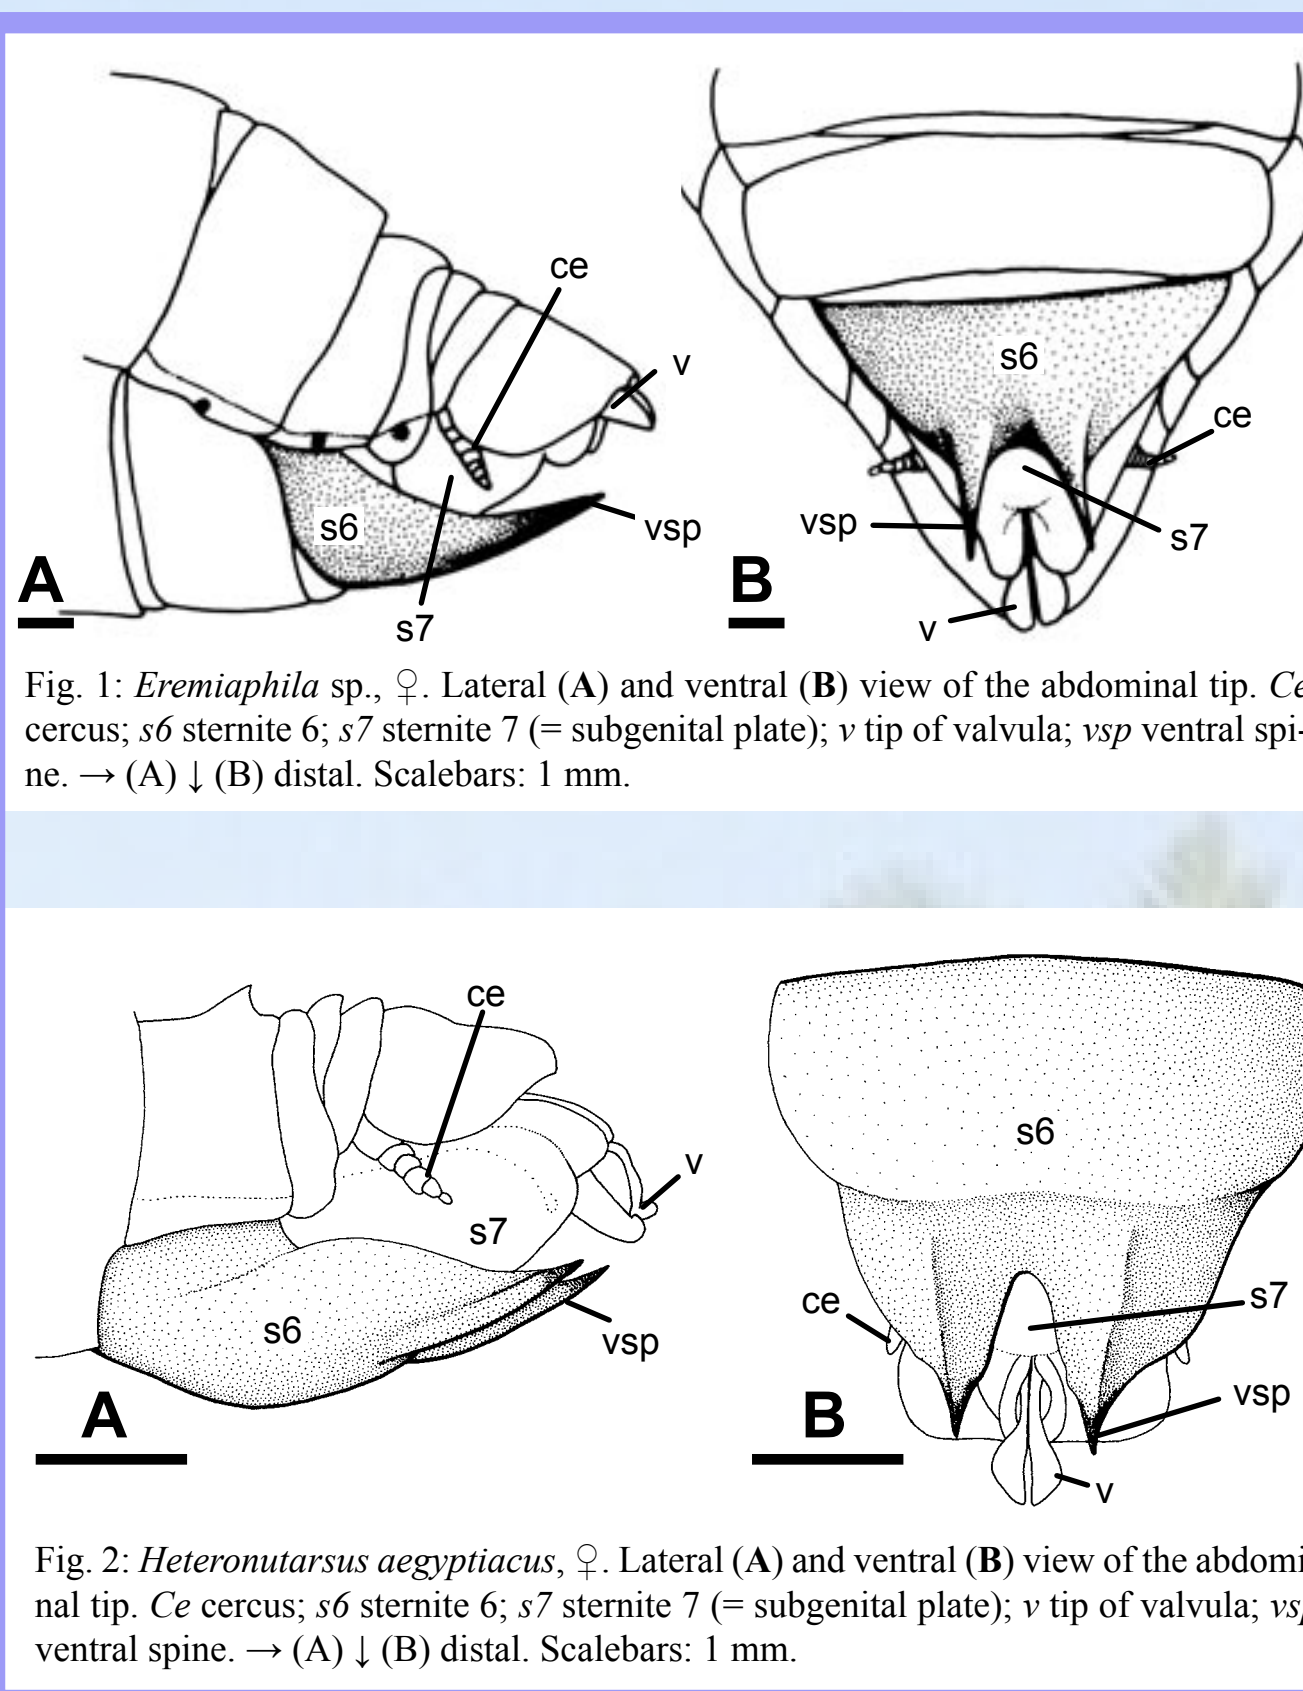 ce
v
s6
vsp
s7
A
s6
ce
vsp
s7
v
B
Fig. 1: Eremiaphila sp., ♀. Lateral (A) and ventral (B) view of the abdominal tip. Ce
cercus; s6 sternite 6; s7 sternite 7 (= subgenital plate); v tip of valvula; vsp ventral spi-
ne. → (A) ↓ (B) distal. Scalebars: 1 mm.
ce
v
s7
s6
vsp
A
s6
ce
s7
vsp
B
v
Fig. 2: Heteronutarsus aegyptiacus, ♀. Lateral (A) and ventral (B) view of the abdomi
nal tip. Ce cercus; s6 sternite 6; s7 sternite 7 (= subgenital plate); v tip of valvula; vsp
ventral spine. → (A) ↓ (B) distal. Scalebars: 1 mm.